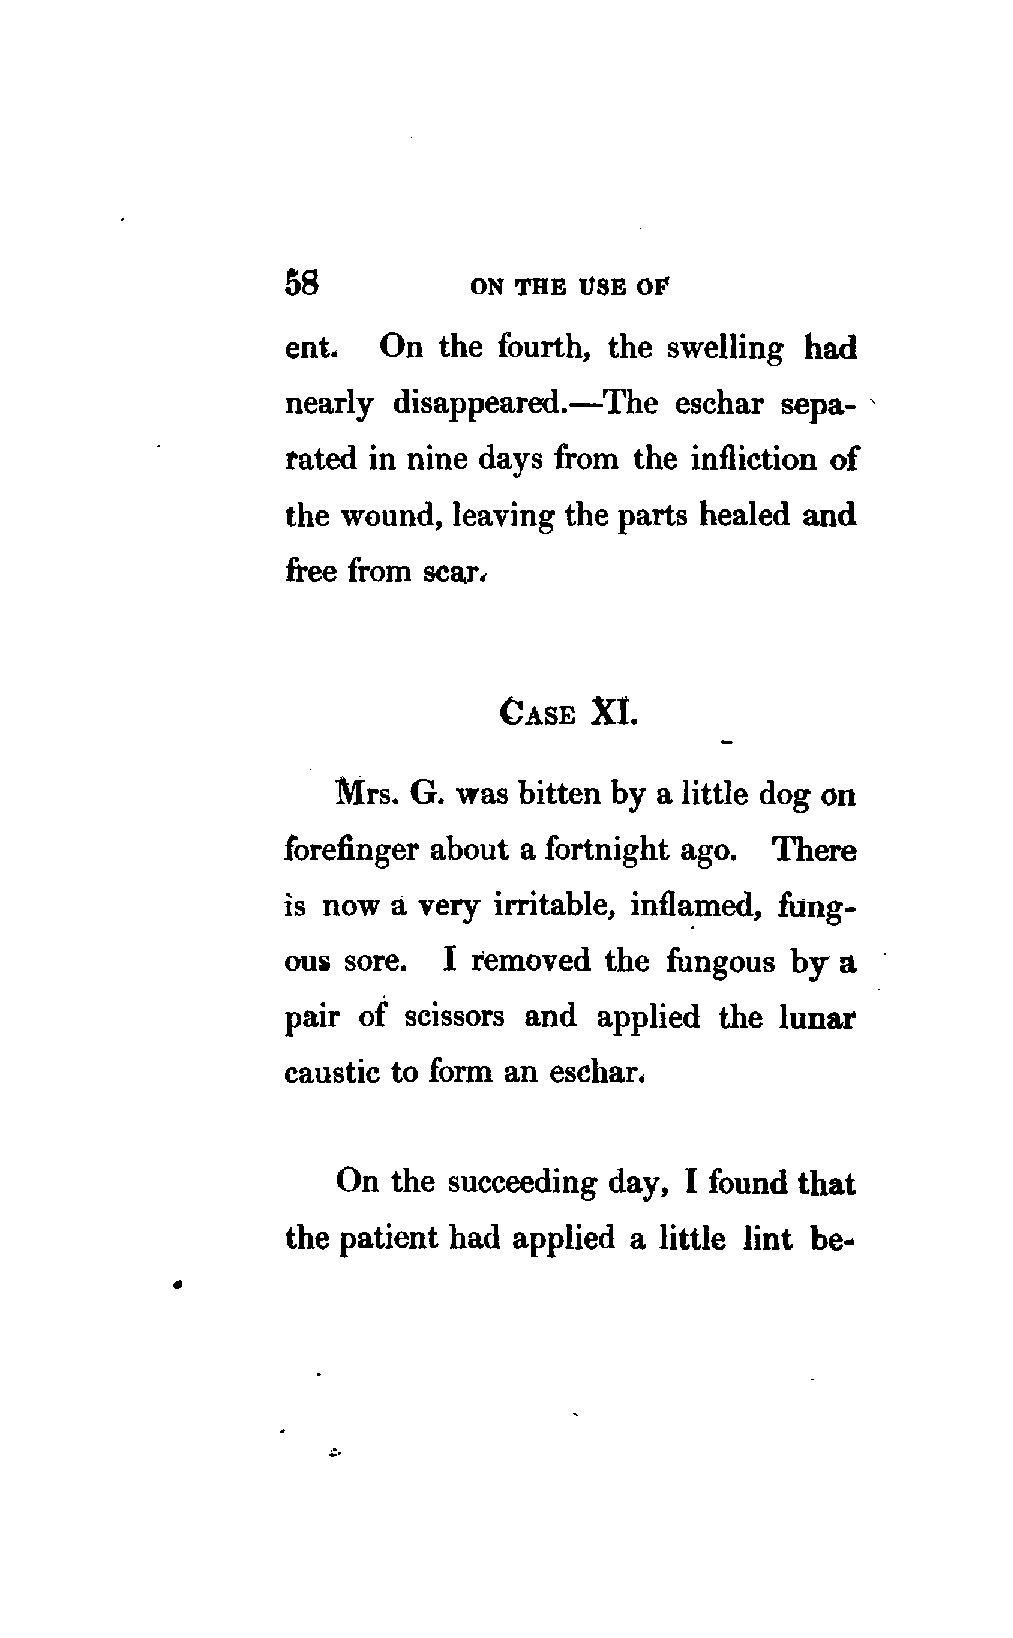 58 ON THE USE OF
ent. On the fourth, the swelling had
nearly disappeared.—The eschar sepa-
rated in nine days from the infliction of
the wound, leaving the parts healed and
free from scar.
CASE XI.
Mrs. G. was bitten by a little dog on
forefinger about a fortnight ago. There
is now a very irritable, inflamed, fung-
ous sore. I removed the fungous by a
pair of scissors and applied the lunar
caustic to form an eschar.
On the succeeding day, I found that
the patient had applied a little lint be-